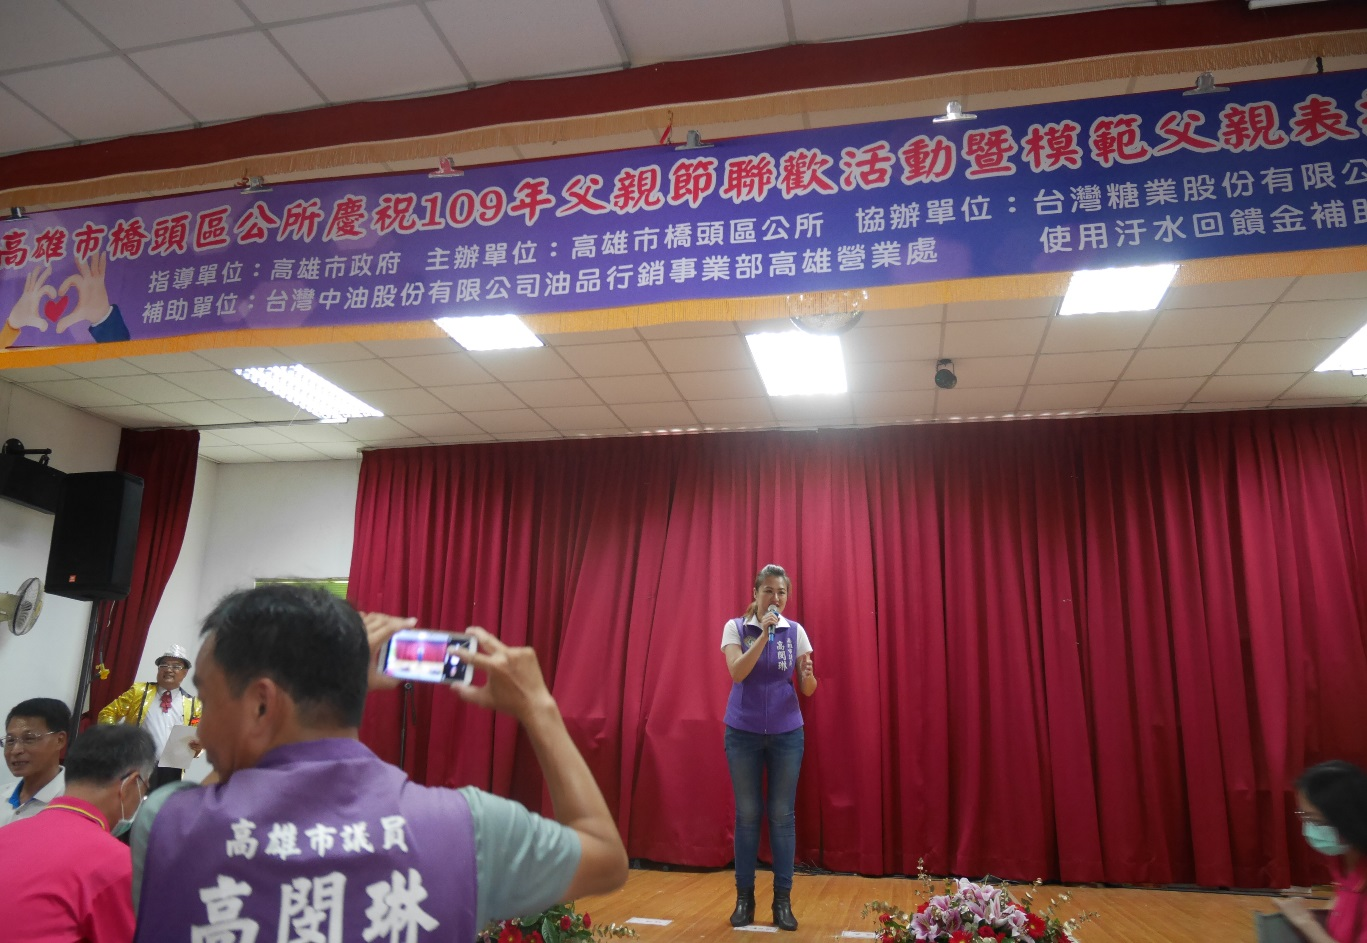 高雄市橋頭區公所慶祝109年父親節聯歡活動暨模範父親表
指導單位：高雄市政府 主辦單位：高雄市橋頭區公所 協辦單位：台灣糖業股份有限公
補助單位：台灣中油股份有限公司油品行銷事業部高雄營業處 使用汙水回饋金補助
高雄市議員
高閔琳
高雄市議員
高閔琳